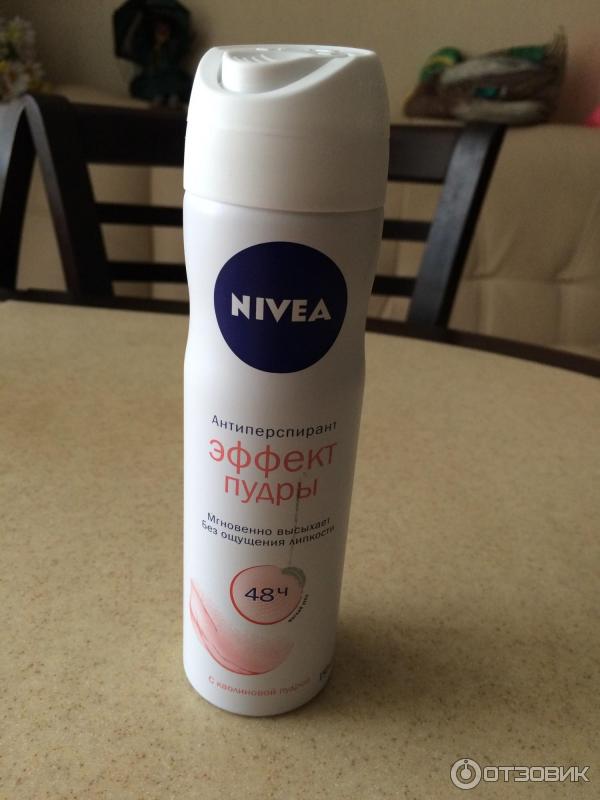 NIVEA
Антиперспирант
эффект
пудры
Мгновенно высыхает
Без ощущения липкости
48ч
С каолиновой пудрой
ОТЗОВИК